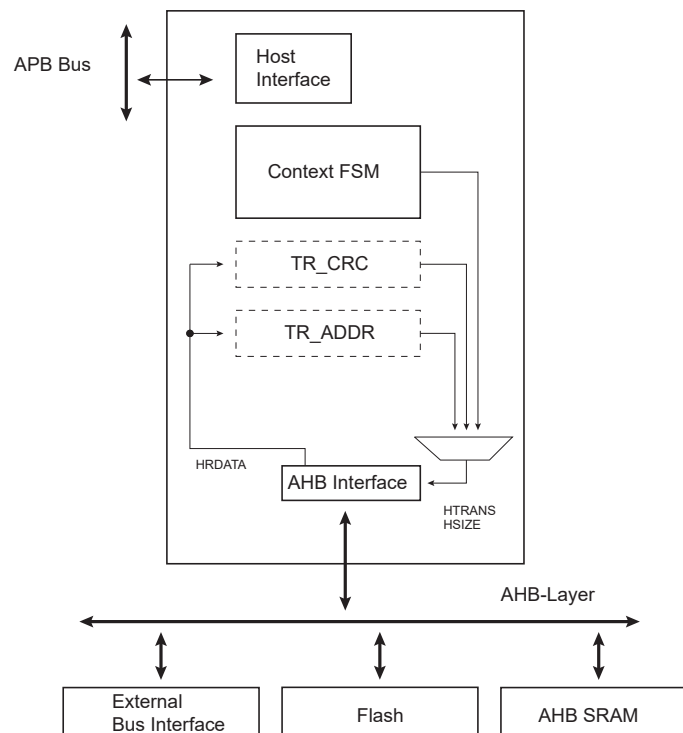 APB Bus
Host
Interface
Context FSM
TR_CRC
TR_ADDR
HRDATA
AHB Interface
HTRANS
HSIZE
AHB-Layer
External
Bus Interface
Flash
AHB SRAM